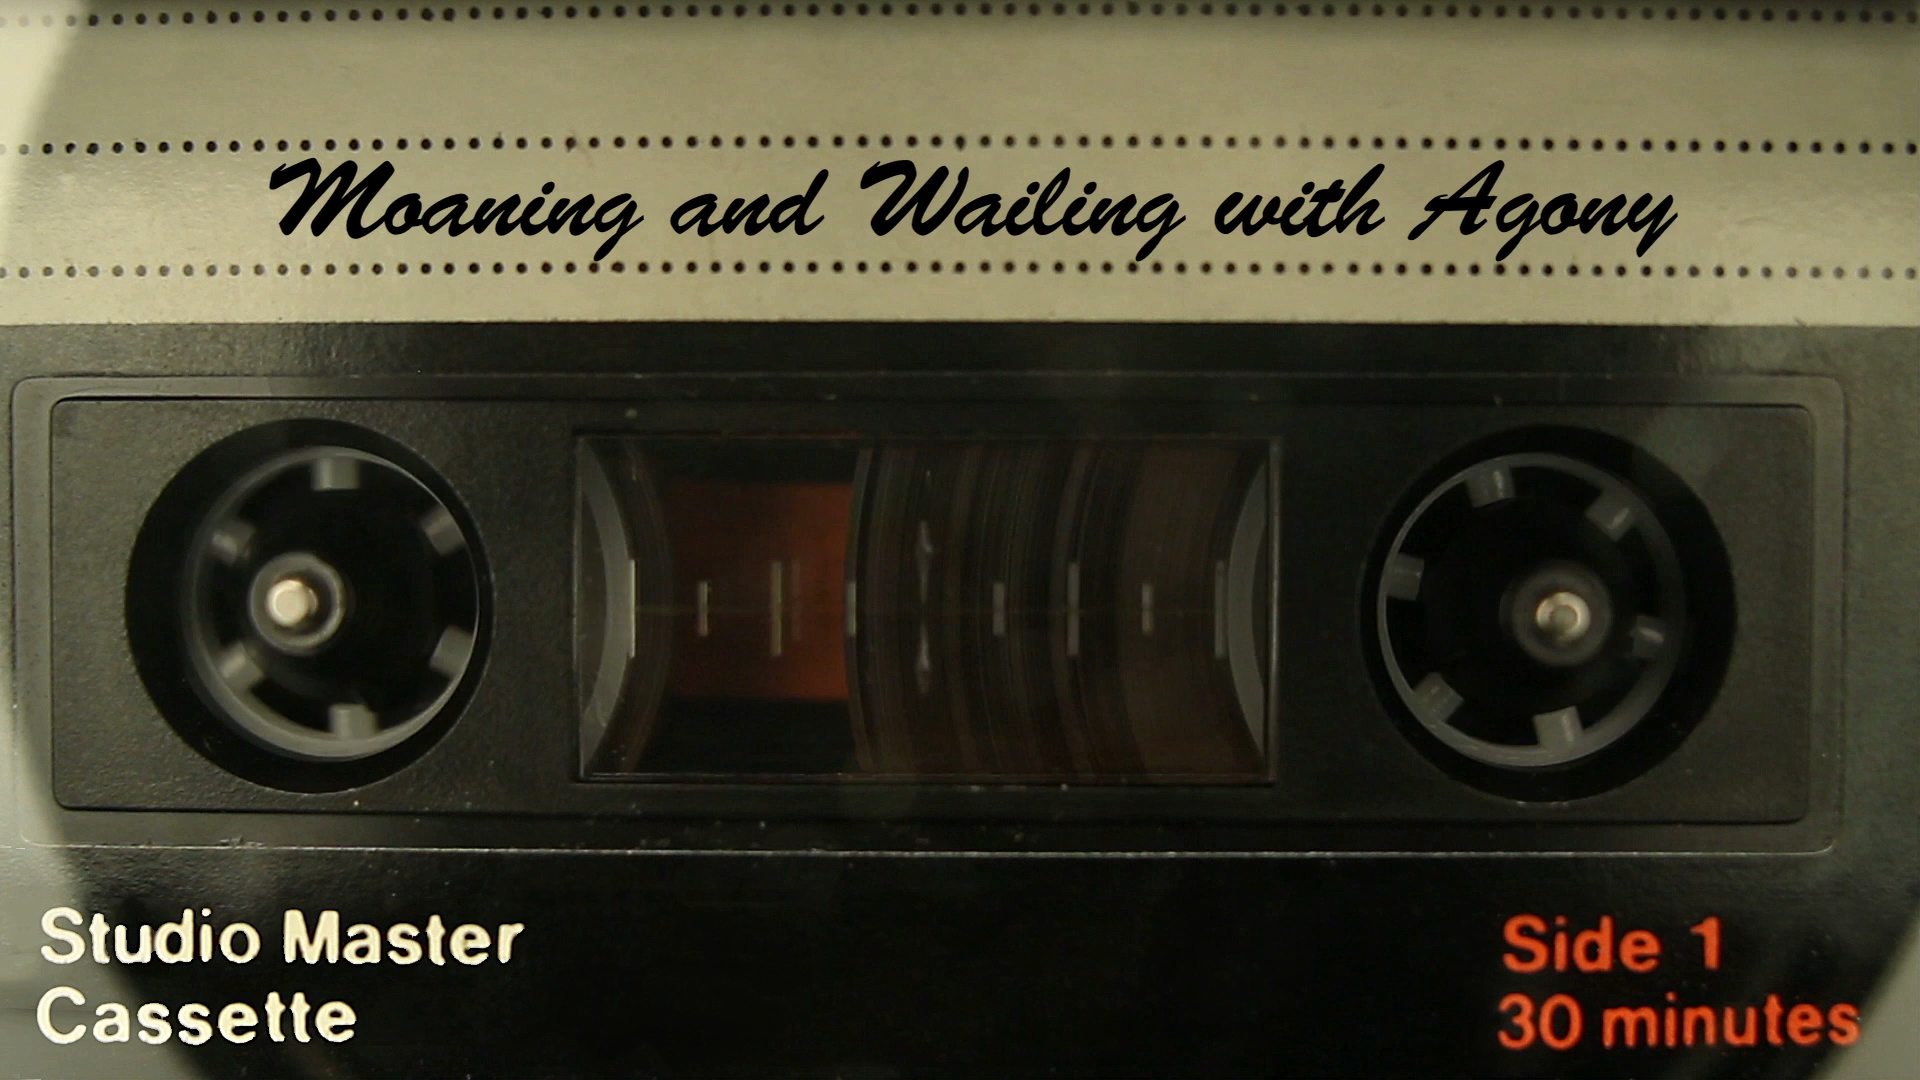 Moaning and Wailing with Agony
Studio Master
Cassette
Side 1
30 minutes